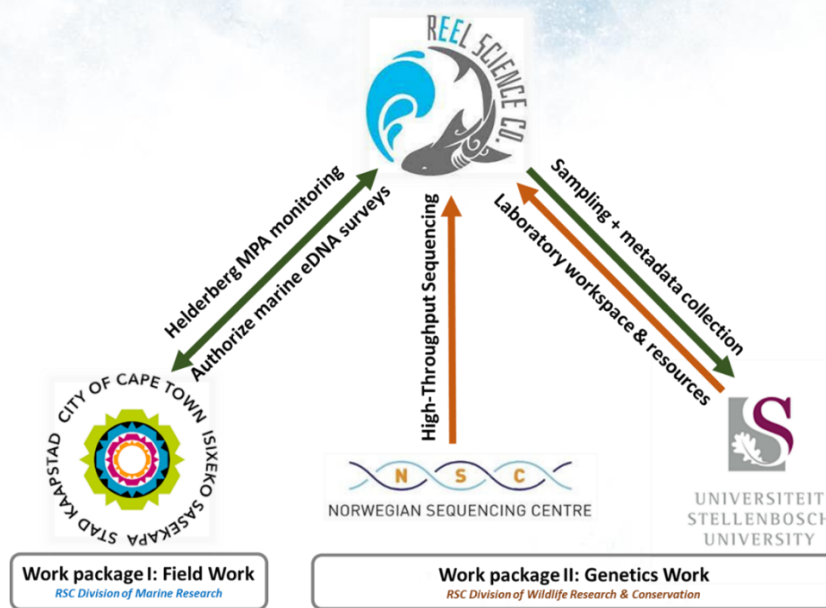 REEL SCIENCE CO.
Helderberg MPA monitoring
Authorize marine eDNA surveys
High-Throughput Sequencing
Sampling + metadata collection
Laboratory workspace & resources
CITY OF CAPE TOWN
ISIXEKO SASEKAPA
STAD KAAPSTAD
N S C
NORWEGIAN SEQUENCING CENTRE
S
UNIVERSITEIT
STELLENBOSCH
UNIVERSITY
Work package I: Field Work
RSC Division of Marine Research
Work package II: Genetics Work
RSC Division of Wildlife Research & Conservation